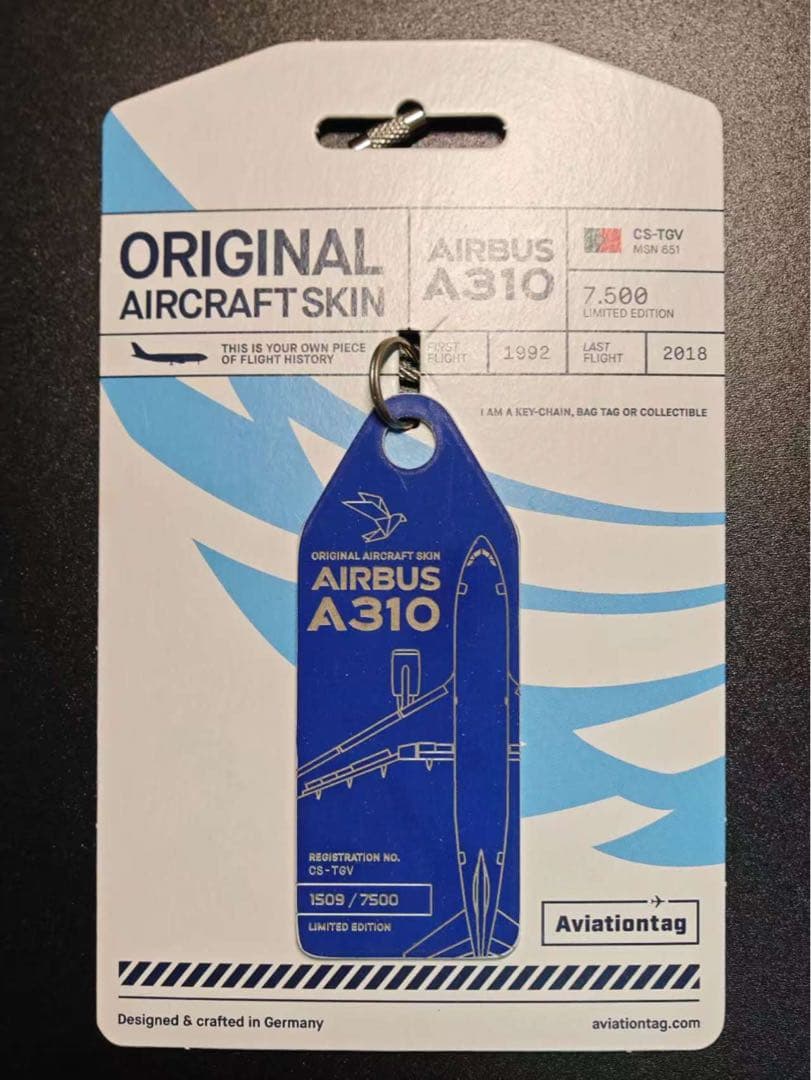 ORIGINAL
AIRCRAFT SKIN
AIRBUS
A310
CS-TGV
MSN 651
7.500
LIMITED EDITION
THIS IS YOUR OWN PIECE
OF FLIGHT HISTORY
FIRST
FLIGHT
1992
LAST
FLIGHT
2018
I AM A KEY-CHAIN, BAG TAG OR COLLECTIBLE
ORIGINAL AIRCRAFT SKIN
AIRBUS
A310
REGISTRATION NO.
CS-TGV
1509 / 7500
LIMITED EDITION
Aviationtag
Designed & crafted in Germany
aviationtag.com